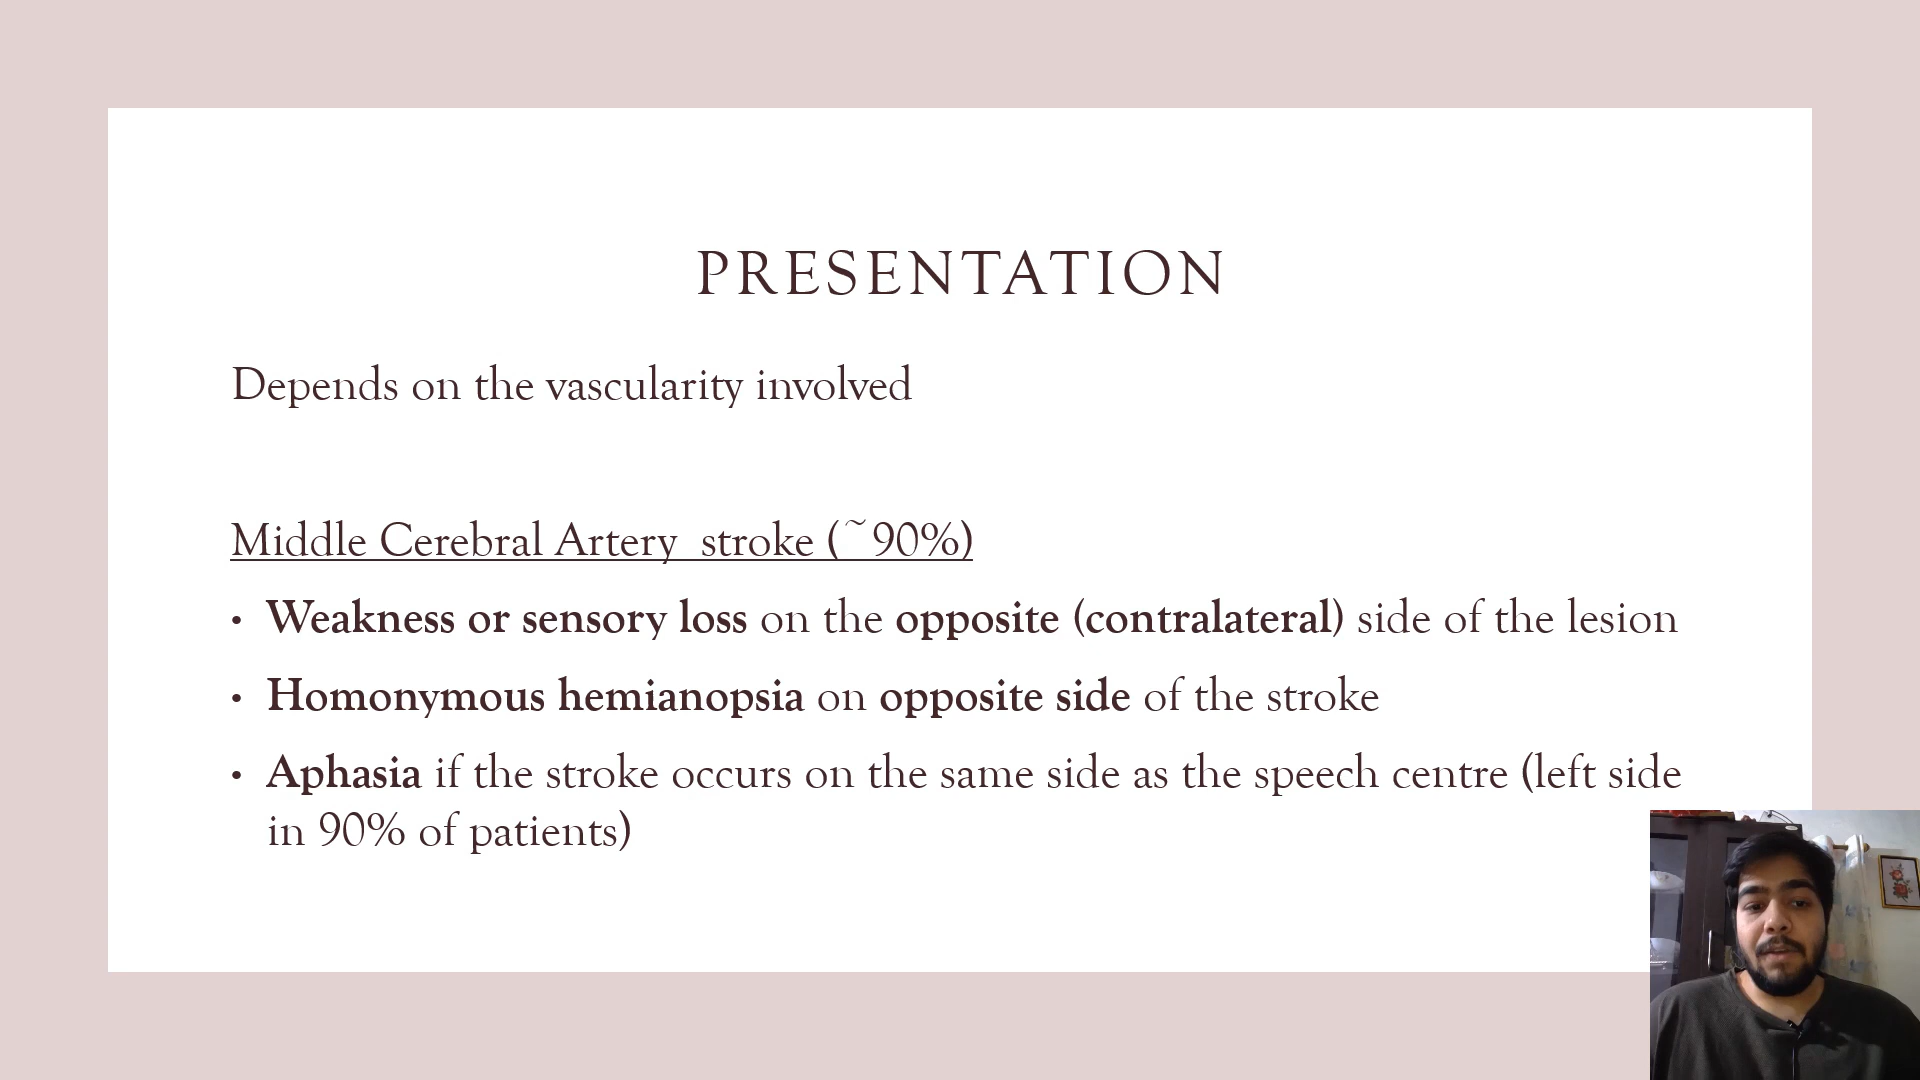 PRESENTATION
Depends on the vascularity involved
Middle Cerebral Artery  stroke (~90%)
• Weakness or sensory loss on the opposite (contralateral) side of the lesion
• Homonymous hemianopsia on opposite side of the stroke
• Aphasia if the stroke occurs on the same side as the speech centre (left side
in 90% of patients)